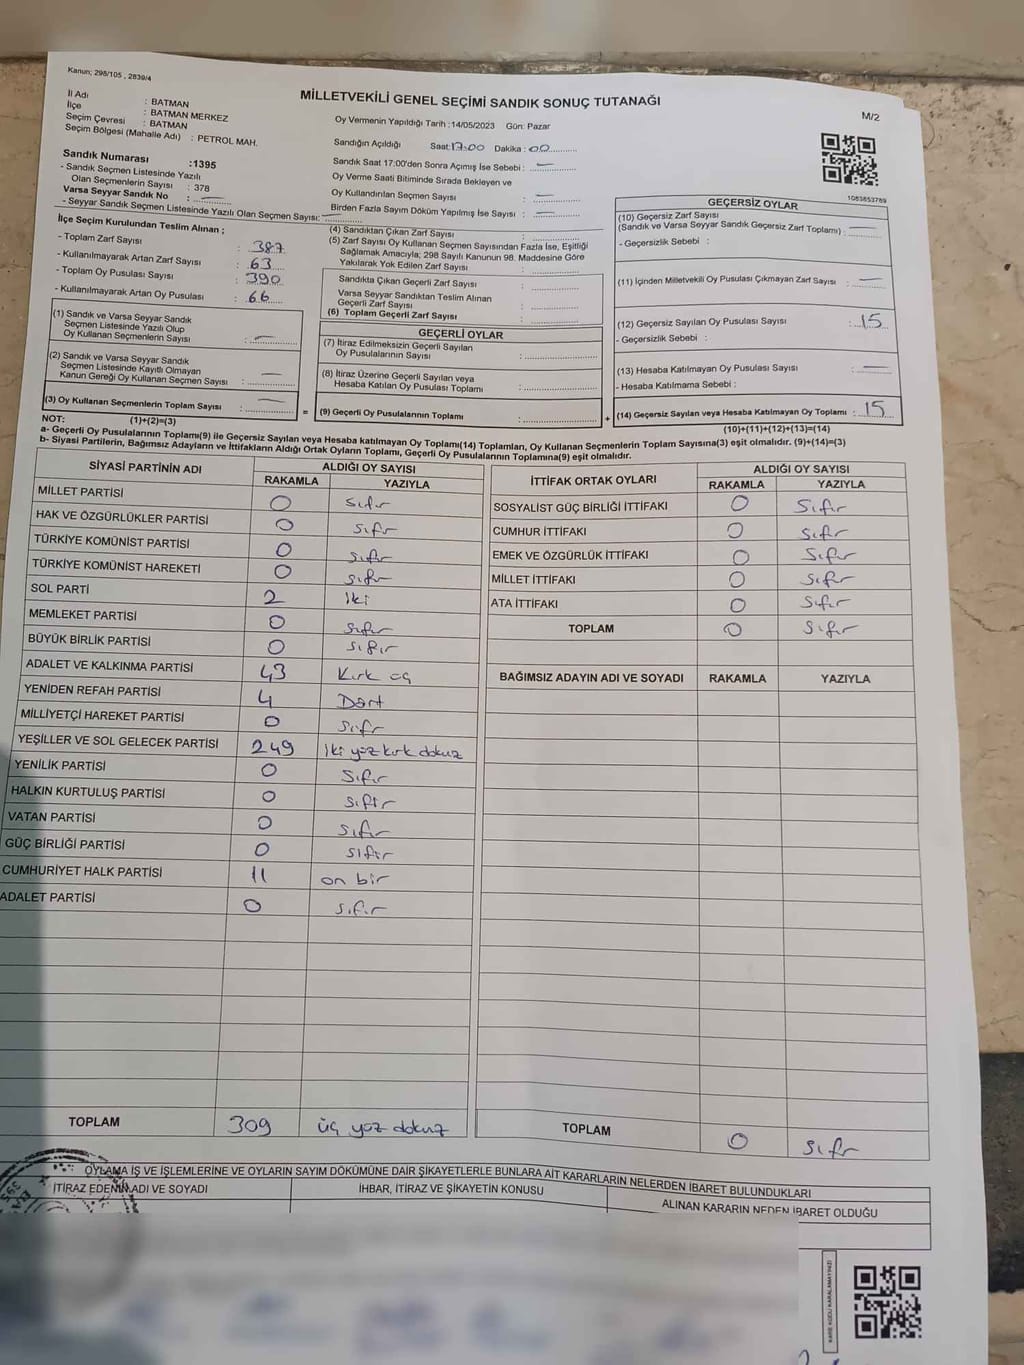 Kanun; 298/105 , 2839/4
MİLLETVEKİLİ GENEL SEÇİMİ SANDIK SONUÇ TUTANAĞI
M/2
İl Adı : BATMAN
İlçe : BATMAN MERKEZ
Seçim Çevresi : BATMAN
Seçim Bölgesi (Mahalle Adı) : PETROL MAH.
Sandık Numarası :1395
- Sandık Seçmen Listesinde Yazılı
Olan Seçmenlerin Sayısı : 378
Varsa Seyyar Sandık No :
- Seyyar Sandık Seçmen Listesinde Yazılı Olan Seçmen Sayısı:
Oy Vermenin Yapıldığı Tarih :14/05/2023 Gün: Pazar
Sandığın Açıldığı Saat:17:00 Dakika: 00
Sandık Saat 17:00'den Sonra Açılmış İse Sebebi : —
Oy Verme Saati Bitiminde Sırada Bekleyen ve
Oy Kullandırılan Seçmen Sayısı : —
Birden Fazla Sayım Döküm Yapılmış İse Sayısı : —
1083853789
İlçe Seçim Kurulundan Teslim Alınan ;
- Toplam Zarf Sayısı : 387
- Kullanılmayarak Artan Zarf Sayısı : 63
- Toplam Oy Pusulası Sayısı : 390
- Kullanılmayarak Artan Oy Pusulası : 66
(1) Sandık ve Varsa Seyyar Sandık
Seçmen Listesinde Yazılı Olup
Oy Kullanan Seçmenlerin Sayısı : —
(2) Sandık ve Varsa Seyyar Sandık
Seçmen Listesinde Kayıtlı Olmayan
Kanun Gereği Oy Kullanan Seçmen Sayısı : —
(3) Oy Kullanan Seçmenlerin Toplam Sayısı : —
(1)+(2)=(3)
(4) Sandıktan Çıkan Zarf Sayısı :
(5) Zarf Sayısı Oy Kullanan Seçmen Sayısından Fazla İse, Eşitliği
Sağlamak Amacıyla; 298 Sayılı Kanunun 98. Maddesine Göre
Yakılarak Yok Edilen Zarf Sayısı :
Sandıkta Çıkan Geçerli Zarf Sayısı :
Varsa Seyyar Sandıktan Teslim Alınan
Geçerli Zarf Sayısı :
(6) Toplam Geçerli Zarf Sayısı :
GEÇERLİ OYLAR
(7) İtiraz Edilmeksizin Geçerli Sayılan
Oy Pusulalarının Sayısı :
(8) İtiraz Üzerine Geçerli Sayılan veya
Hesaba Katılan Oy Pusulası Toplamı :
= (9) Geçerli Oy Pusulalarının Toplamı : +
GEÇERSİZ OYLAR
(10) Geçersiz Zarf Sayısı
(Sandık ve Varsa Seyyar Sandık Geçersiz Zarf Toplamı) : —
- Geçersizlik Sebebi :
(11) İçinden Milletvekili Oy Pusulası Çıkmayan Zarf Sayısı : —
(12) Geçersiz Sayılan Oy Pusulası Sayısı : 15
- Geçersizlik Sebebi :
(13) Hesaba Katılmayan Oy Pusulası Sayısı : —
- Hesaba Katılmama Sebebi :
(14) Geçersiz Sayılan veya Hesaba Katılmayan Oy Toplamı : 15
(10)+(11)+(12)+(13)=(14)
NOT:
a- Geçerli Oy Pusulalarının Toplamı(9) ile Geçersiz Sayılan veya Hesaba katılmayan Oy Toplamı(14) Toplamları, Oy Kullanan Seçmenlerin Toplam Sayısına(3) eşit olmalıdır. (9)+(14)=(3)
b- Siyasi Partilerin, Bağımsız Adayların ve İttifakların Aldığı Ortak Oyların Toplamı, Geçerli Oy Pusulalarının Toplamına(9) eşit olmalıdır.
SİYASİ PARTİNİN ADI ALDIĞI OY SAYISI
RAKAMLA YAZIYLA
MİLLET PARTİSİ 0 Sıfır
HAK VE ÖZGÜRLÜKLER PARTİSİ 0 Sıfır
TÜRKİYE KOMÜNİST PARTİSİ 0 Sıfır
TÜRKİYE KOMÜNİST HAREKETİ 0 Sıfır
SOL PARTİ 2 İki
MEMLEKET PARTİSİ 0 Sıfır
BÜYÜK BİRLİK PARTİSİ 0 Sıfır
ADALET VE KALKINMA PARTİSİ 43 Kırk üç
YENİDEN REFAH PARTİSİ 4 Dört
MİLLİYETÇİ HAREKET PARTİSİ 0 Sıfır
YEŞİLLER VE SOL GELECEK PARTİSİ 249 İki yüz kırk dokuz
YENİLİK PARTİSİ 0 Sıfır
HALKIN KURTULUŞ PARTİSİ 0 Sıfır
VATAN PARTİSİ 0 Sıfır
GÜÇ BİRLİĞİ PARTİSİ 0 Sıfır
CUMHURİYET HALK PARTİSİ 11 on bir
ADALET PARTİSİ 0 Sıfır
TOPLAM 309 üç yüz dokuz
İTTİFAK ORTAK OYLARI ALDIĞI OY SAYISI
RAKAMLA YAZIYLA
SOSYALİST GÜÇ BİRLİĞİ İTTİFAKI 0 Sıfır
CUMHUR İTTİFAKI 0 Sıfır
EMEK VE ÖZGÜRLÜK İTTİFAKI 0 Sıfır
MİLLET İTTİFAKI 0 Sıfır
ATA İTTİFAKI 0 Sıfır
TOPLAM 0 Sıfır
BAĞIMSIZ ADAYIN ADI VE SOYADI RAKAMLA YAZIYLA
TOPLAM 0 Sıfır
OYLAMA İŞ VE İŞLEMLERİNE VE OYLARIN SAYIM DÖKÜMÜNE DAİR ŞİKAYETLERLE BUNLARA AİT KARARLARIN NELERDEN İBARET BULUNDUKLARI
İTİRAZ EDENİN ADI VE SOYADI İHBAR, İTİRAZ VE ŞİKAYETİN KONUSU ALINAN KARARIN NEDEN İBARET OLDUĞU
KARE KODU KARALAMAYINIZ!